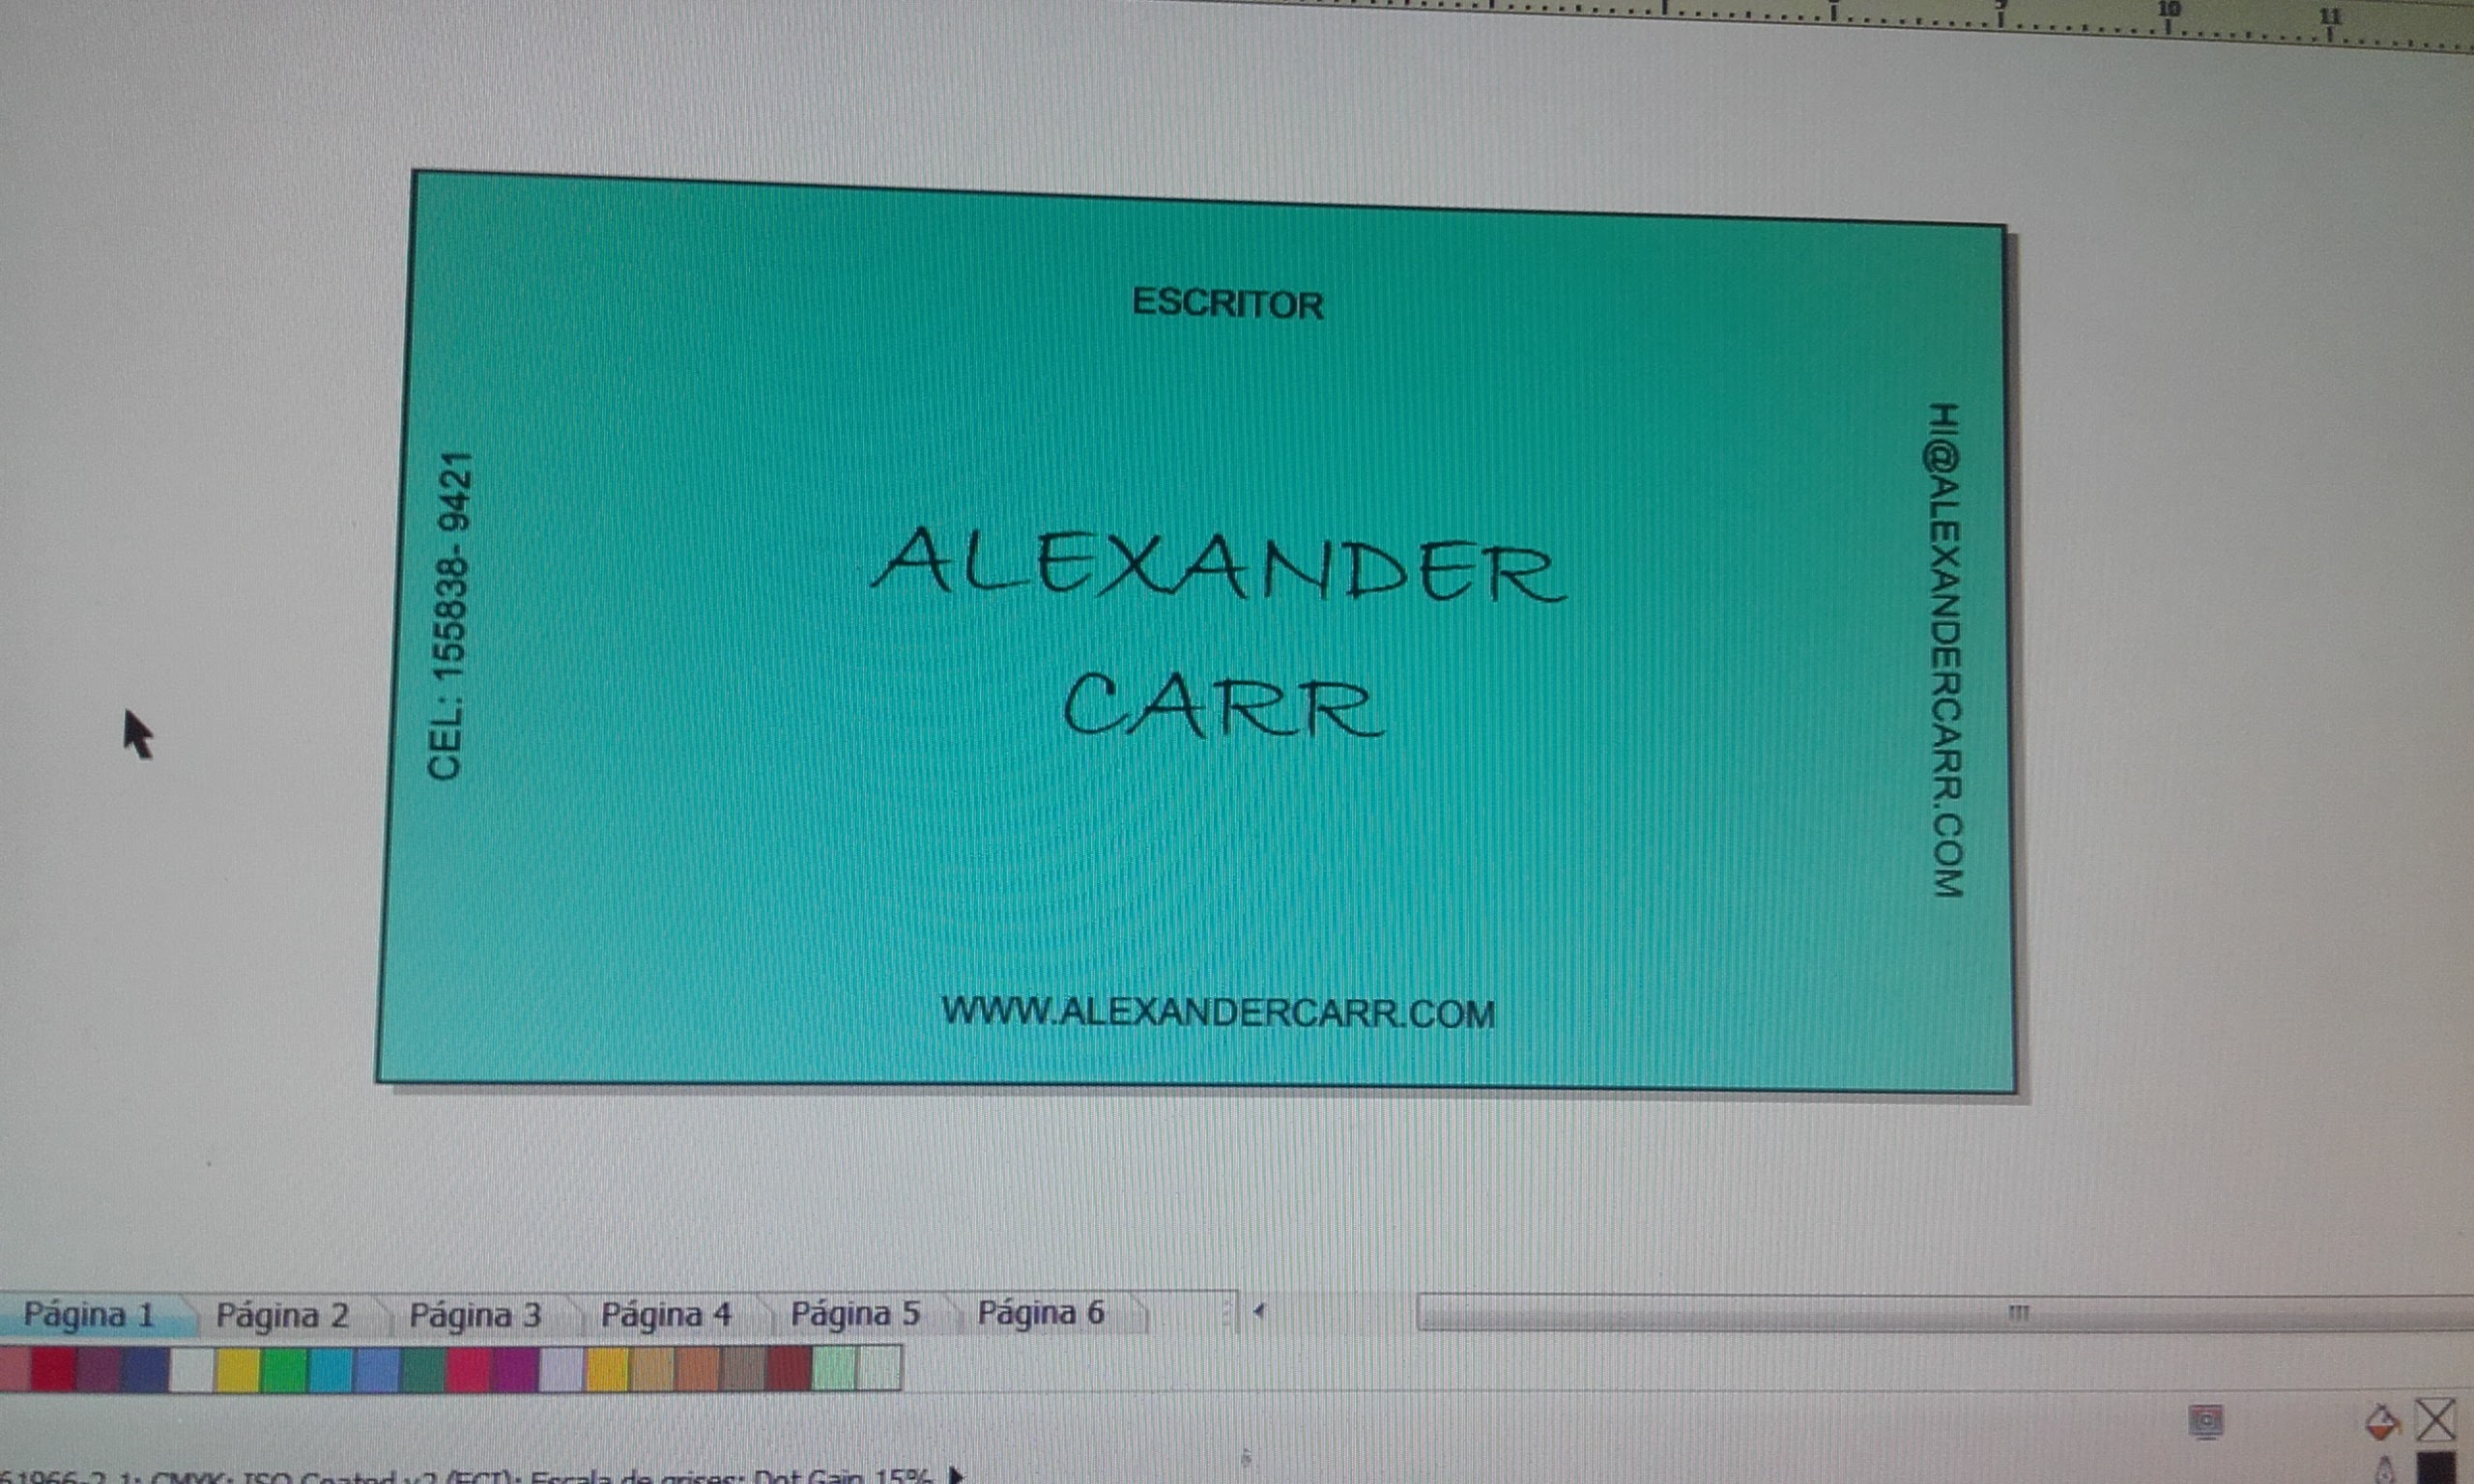 10 11
ESCRITOR
CEL: 155838- 9421
ALEXANDER
CARR
HI@ALEXANDERCARR.COM
WWW.ALEXANDERCARR.COM
Página 1 Página 2 Página 3 Página 4 Página 5 Página 6
61966-2.1; CMYK: ISO Coated v2 (ECI); Escala de grises: Dot Gain 15%